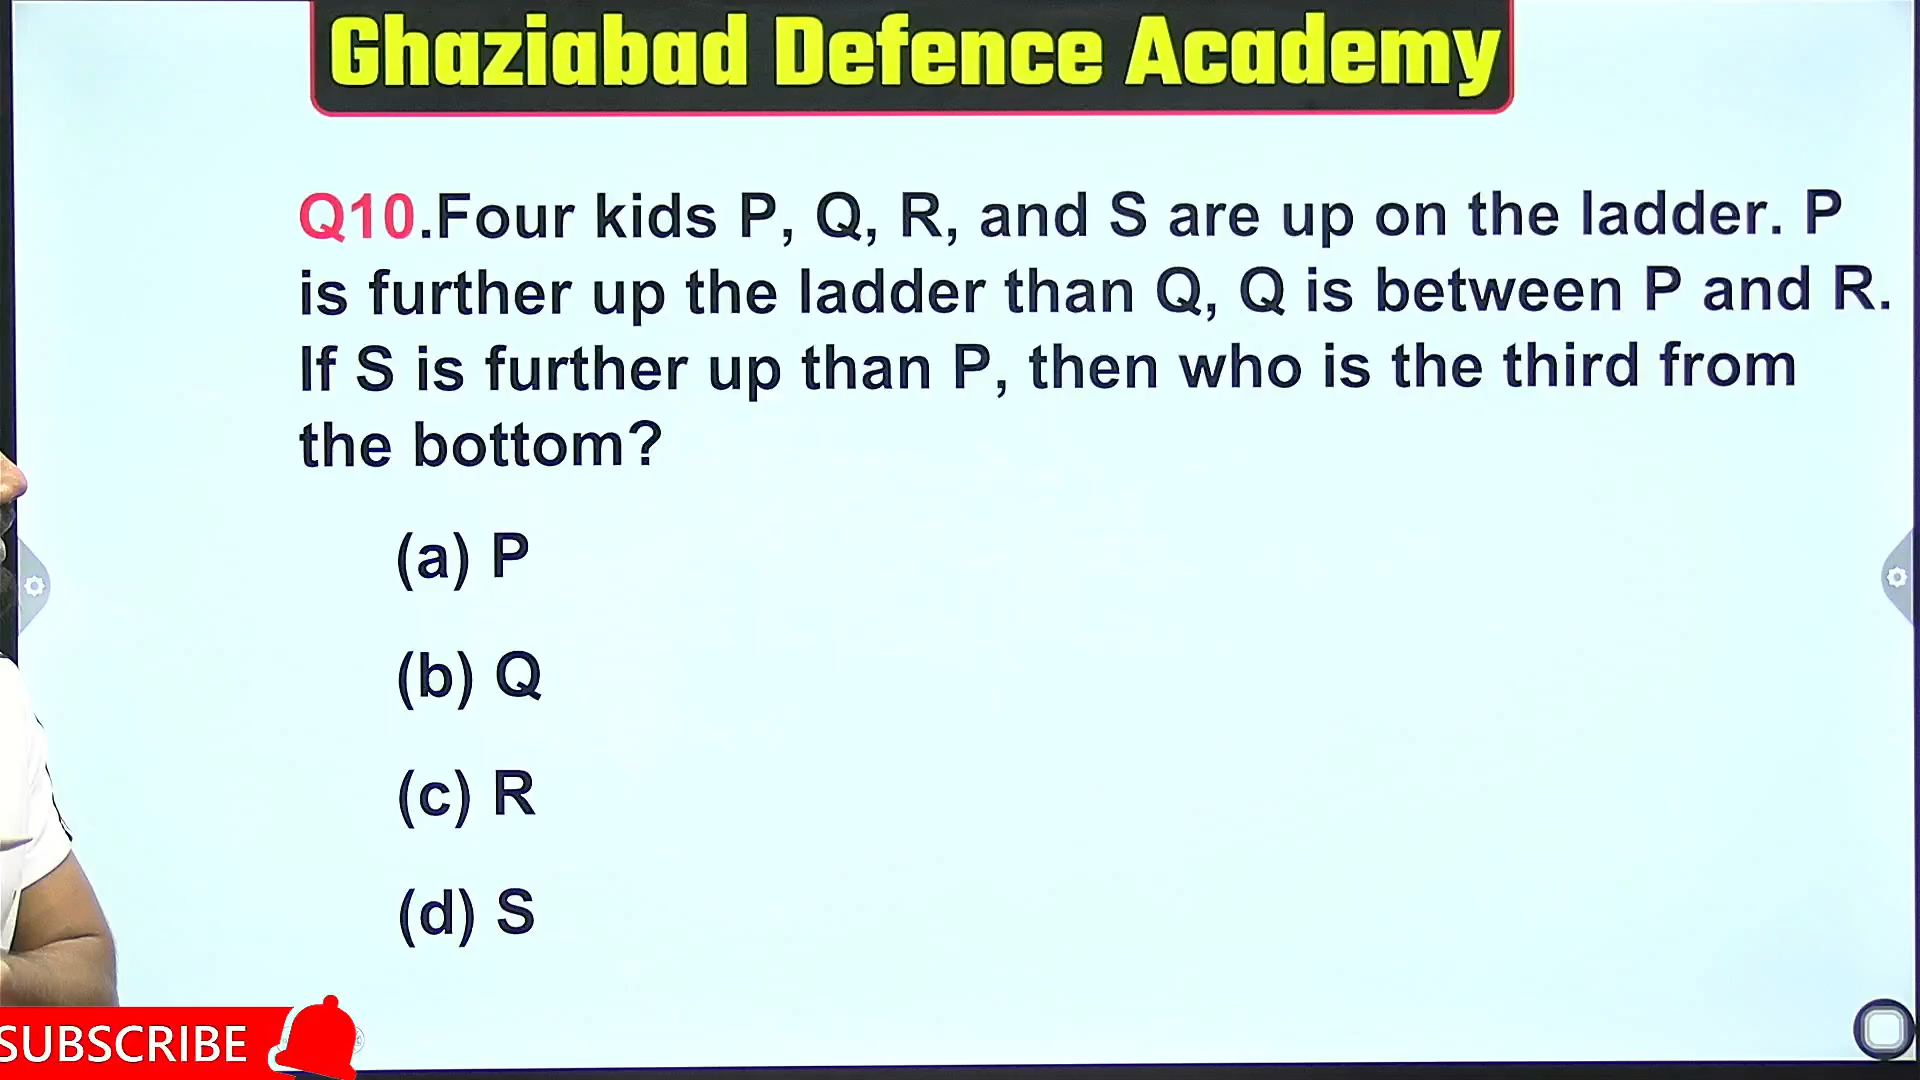 Ghaziabad Defence Academy
Q10.Four kids P, Q, R, and S are up on the ladder. P
is further up the ladder than Q, Q is between P and R.
If S is further up than P, then who is the third from
the bottom?
(a) P
(b) Q
(c) R
(d) S
SUBSCRIBE